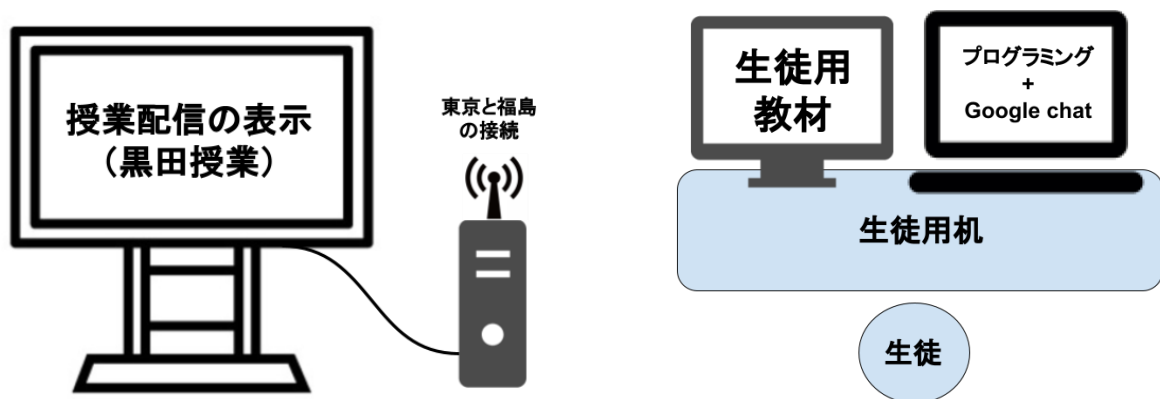 授業配信の表示
（黒田授業）
東京と福島
の接続
生徒用
教材
プログラミング
+
Google chat
生徒用机
生徒